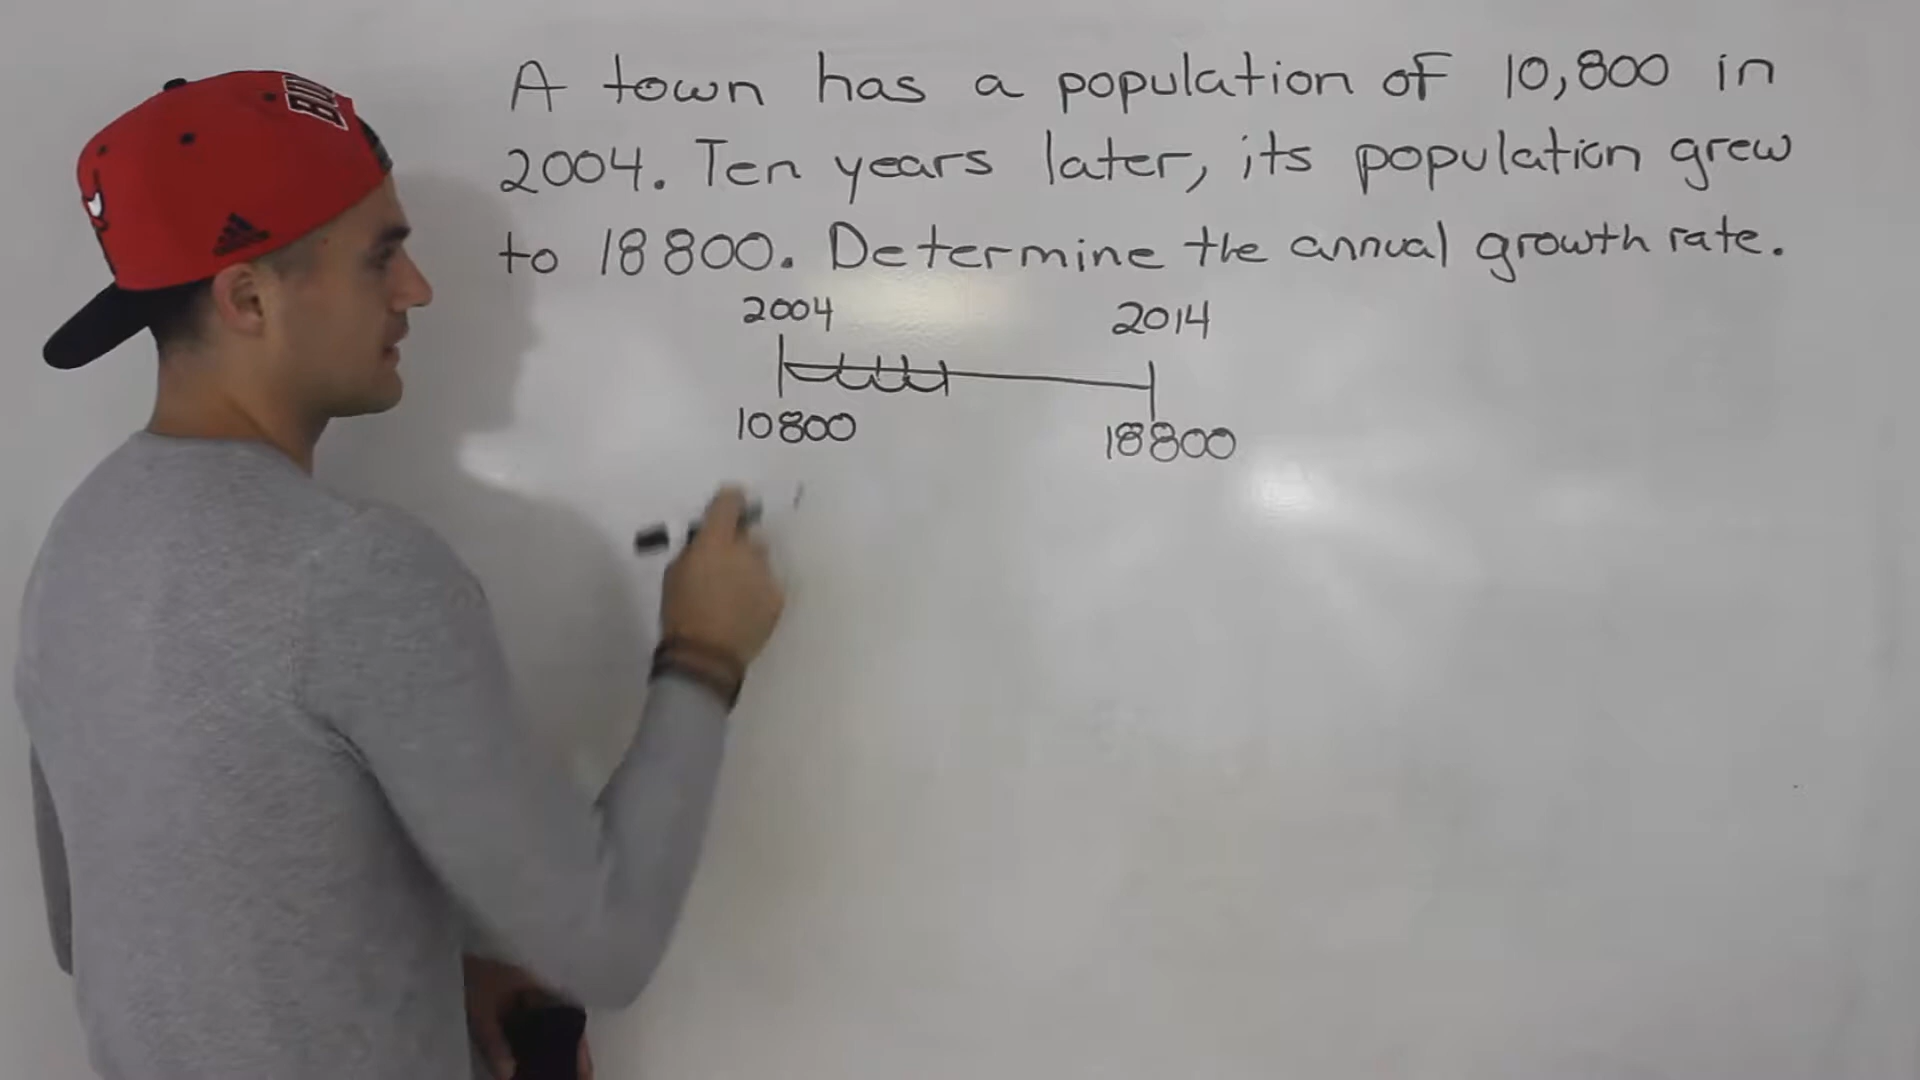 A town has a population of 10,800 in
2004. Ten years later, its population grew
to 18800. Determine the annual growth rate.
2004 2014
10800 18800